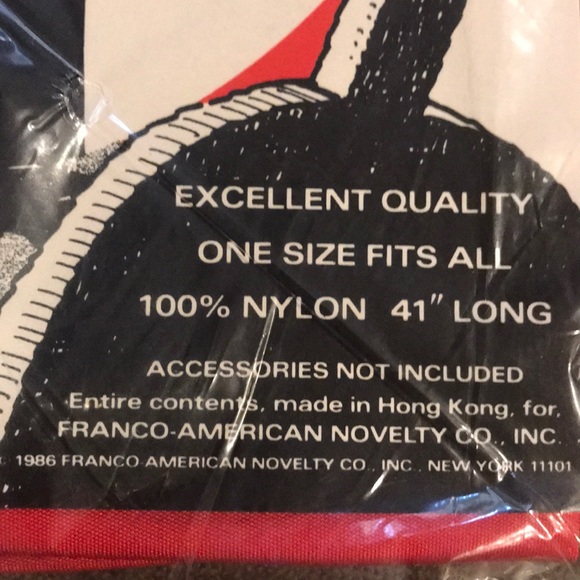 EXCELLENT QUALITY
ONE SIZE FITS ALL
100% NYLON 41" LONG
ACCESSORIES NOT INCLUDED
Entire contents, made in Hong Kong, for,
FRANCO-AMERICAN NOVELTY CO., INC.
1986 FRANCO-AMERICAN NOVELTY CO., INC., NEW YORK 11101